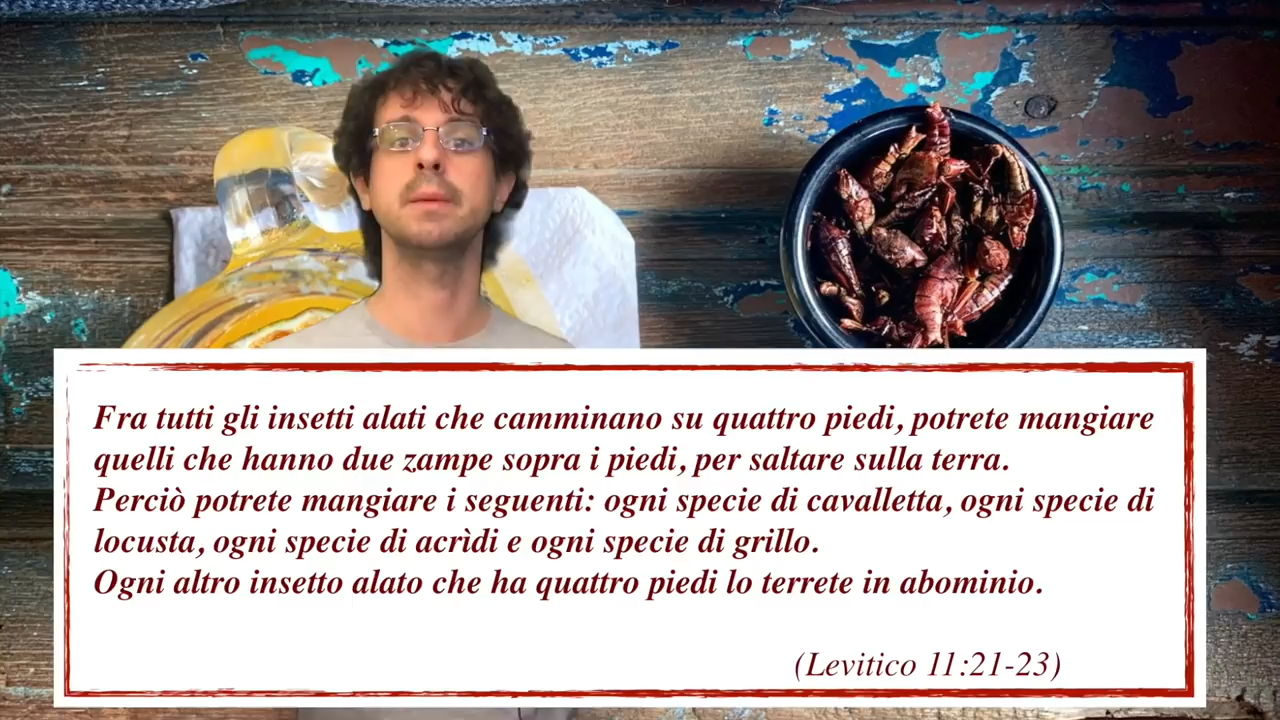 Fra tutti gli insetti alati che camminano su quattro piedi, potrete mangiare
quelli che hanno due zampe sopra i piedi, per saltare sulla terra.
Perciò potrete mangiare i seguenti: ogni specie di cavalletta, ogni specie di
locusta, ogni specie di acrìdi e ogni specie di grillo.
Ogni altro insetto alato che ha quattro piedi lo terrete in abominio.
(Levitico 11:21-23)